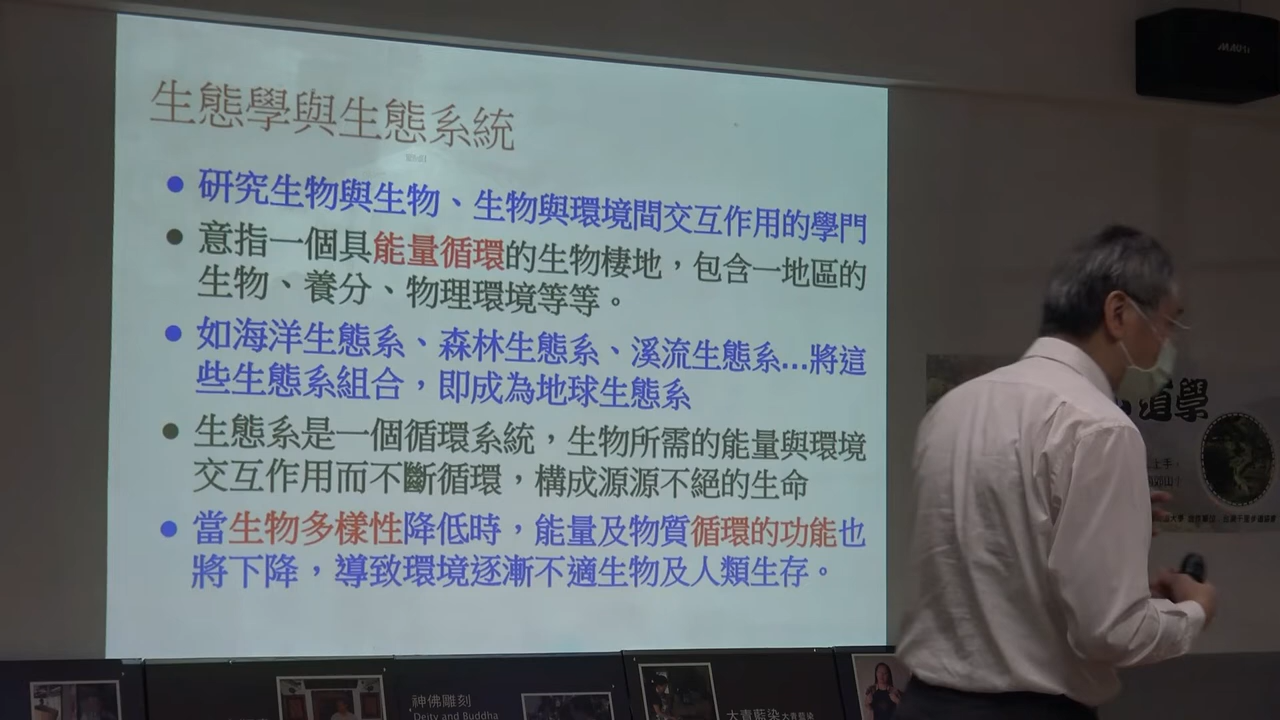 生態學與生態系統
• 研究生物與生物、生物與環境間交互作用的學門
• 意指一個具能量循環的生物棲地，包含一地區的
生物、養分、物理環境等等。
• 如海洋生態系、森林生態系、溪流生態系...將這
些生態系組合，即成為地球生態系
• 生態系是一個循環系統，生物所需的能量與環境
交互作用而不斷循環，構成源源不絕的生命
• 當生物多樣性降低時，能量及物質循環的功能也
將下降，導致環境逐漸不適生物及人類生存。
道學
上手
神佛雕刻
Deity and Buddha
大青藍染大青藍染